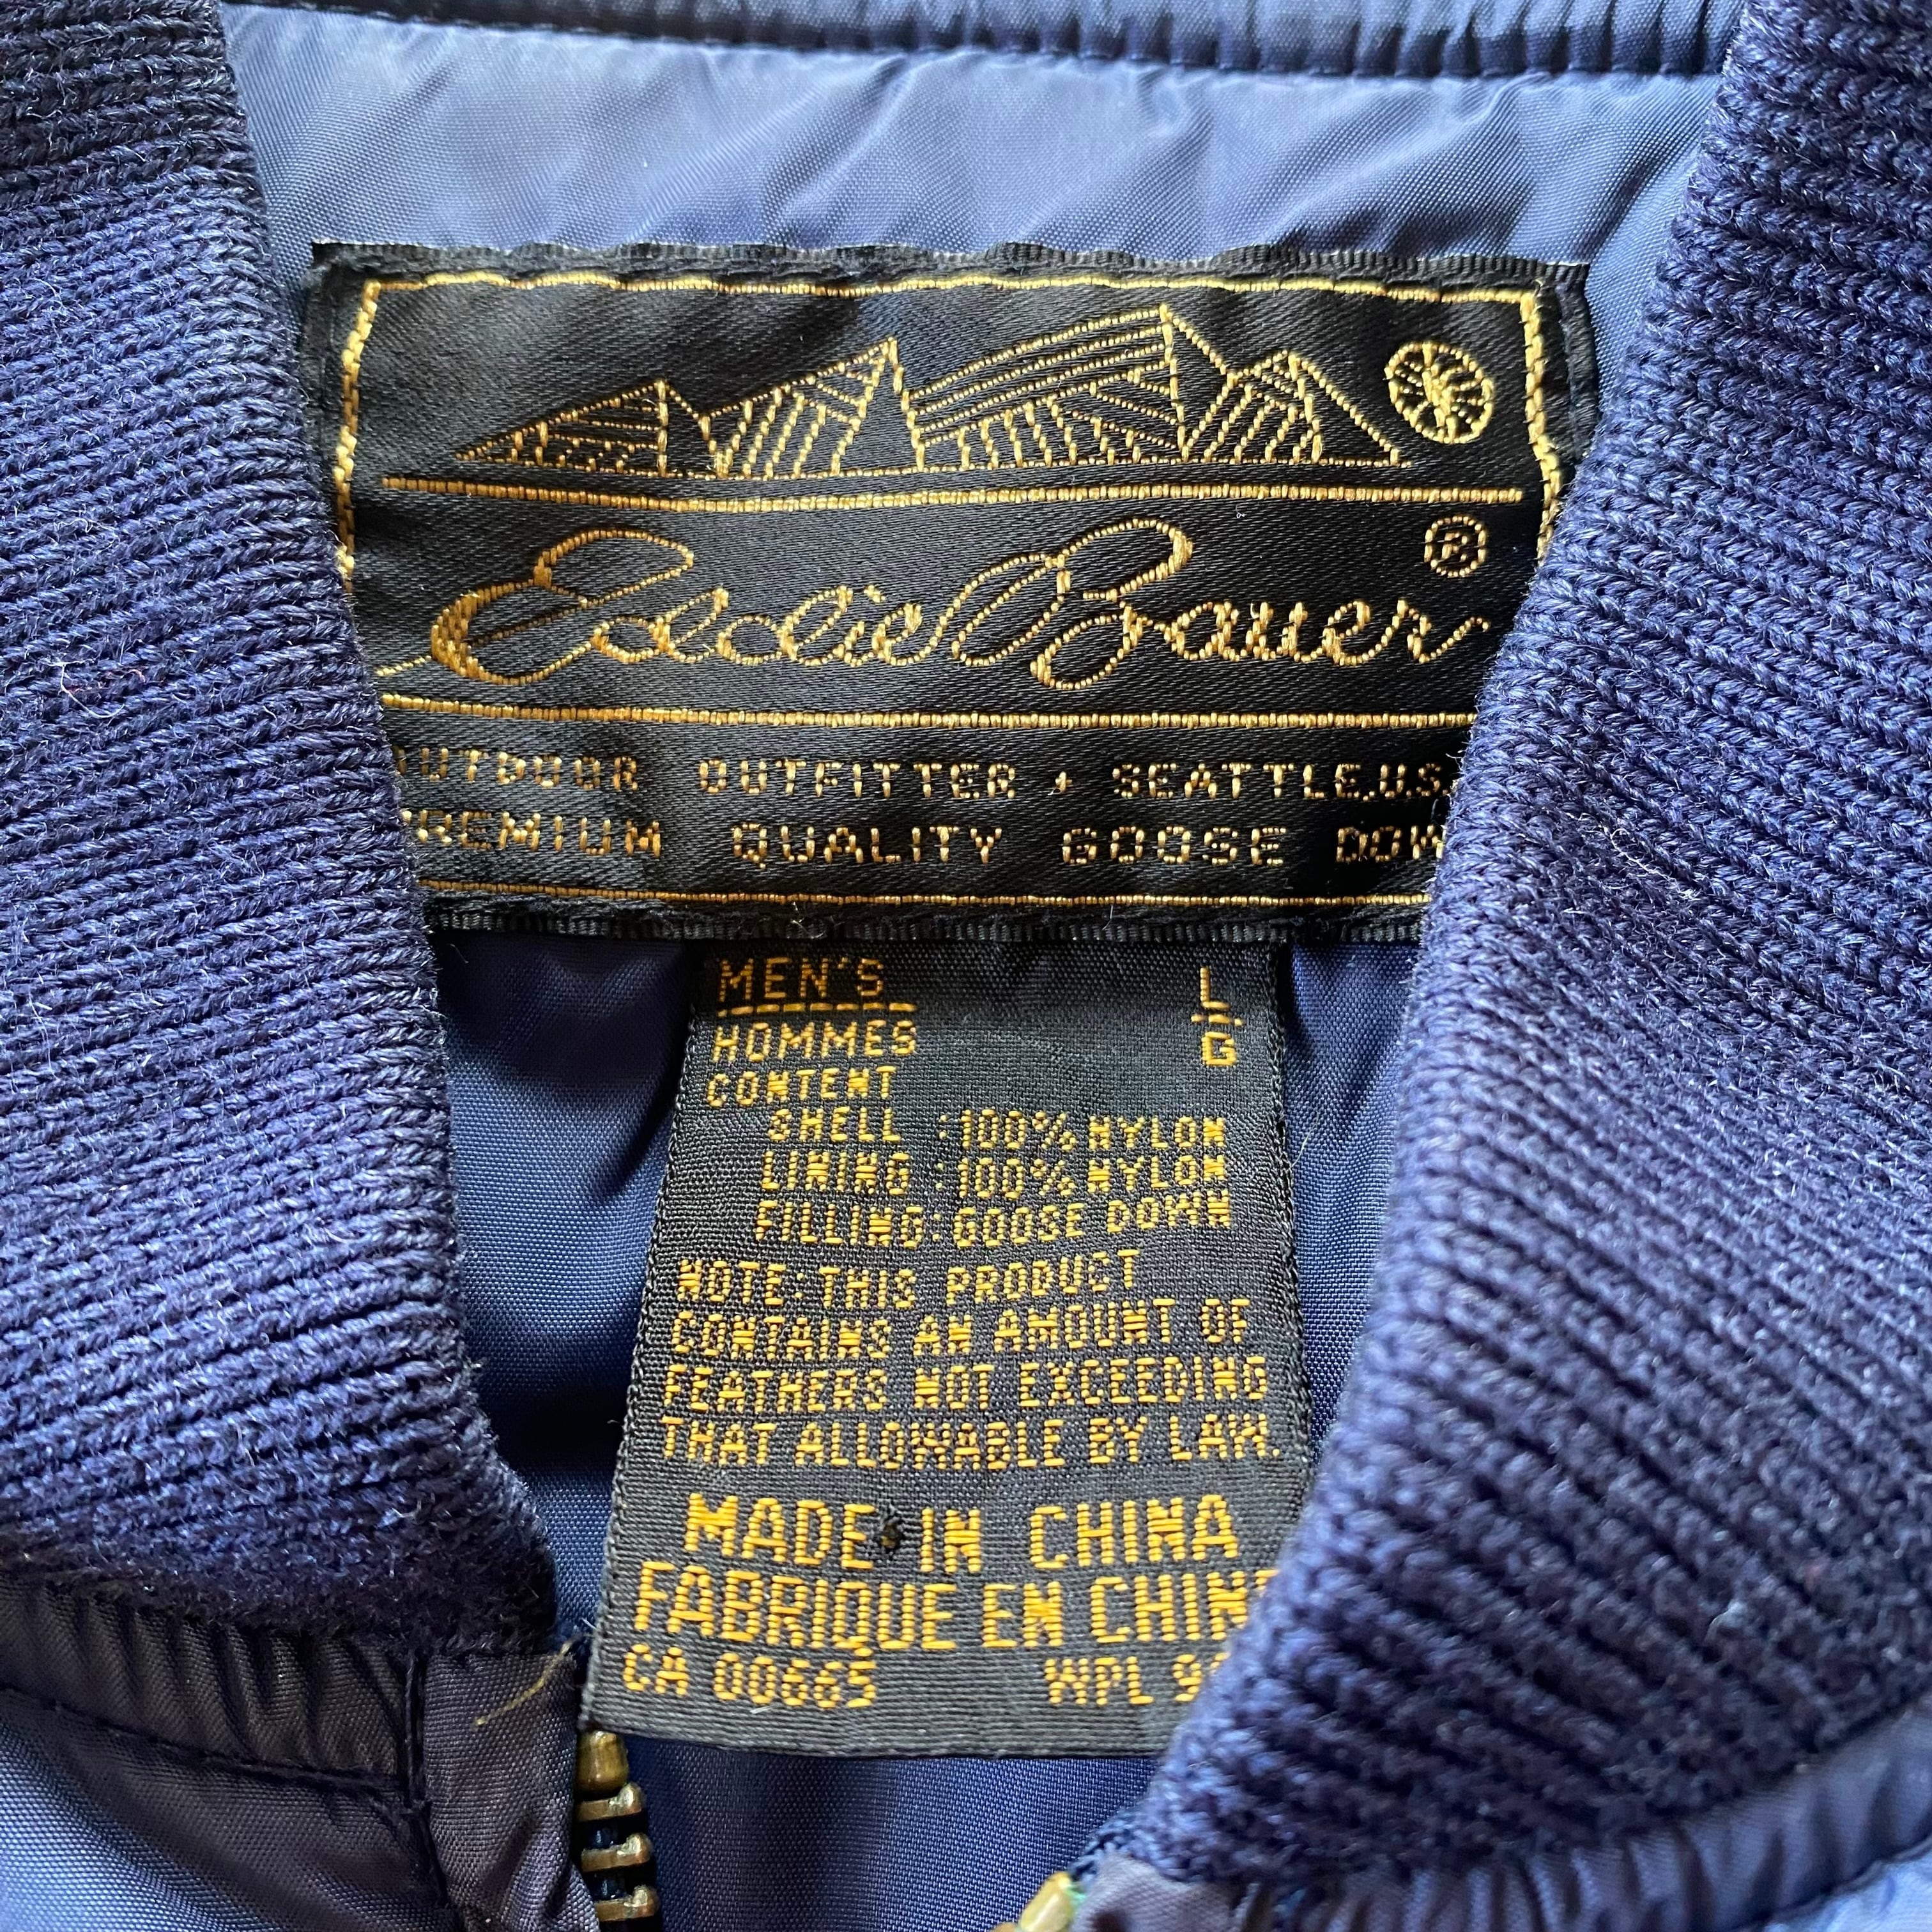 Eddie Bauer ®
OUTDOOR OUTFITTER , SEATTLE,U.S.
PREMIUM QUALITY GOOSE DOW
MEN'S L
HOMMES G
CONTENT
SHELL :100% NYLON
LINING :100% NYLON
FILLING:GOOSE DOWN
NOTE:THIS PRODUCT
CONTAINS AN AMOUNT OF
FEATHERS NOT EXCEEDING
THAT ALLOWABLE BY LAW.
MADE IN CHINA
FABRIQUE EN CHINE
CA 00665 WPL